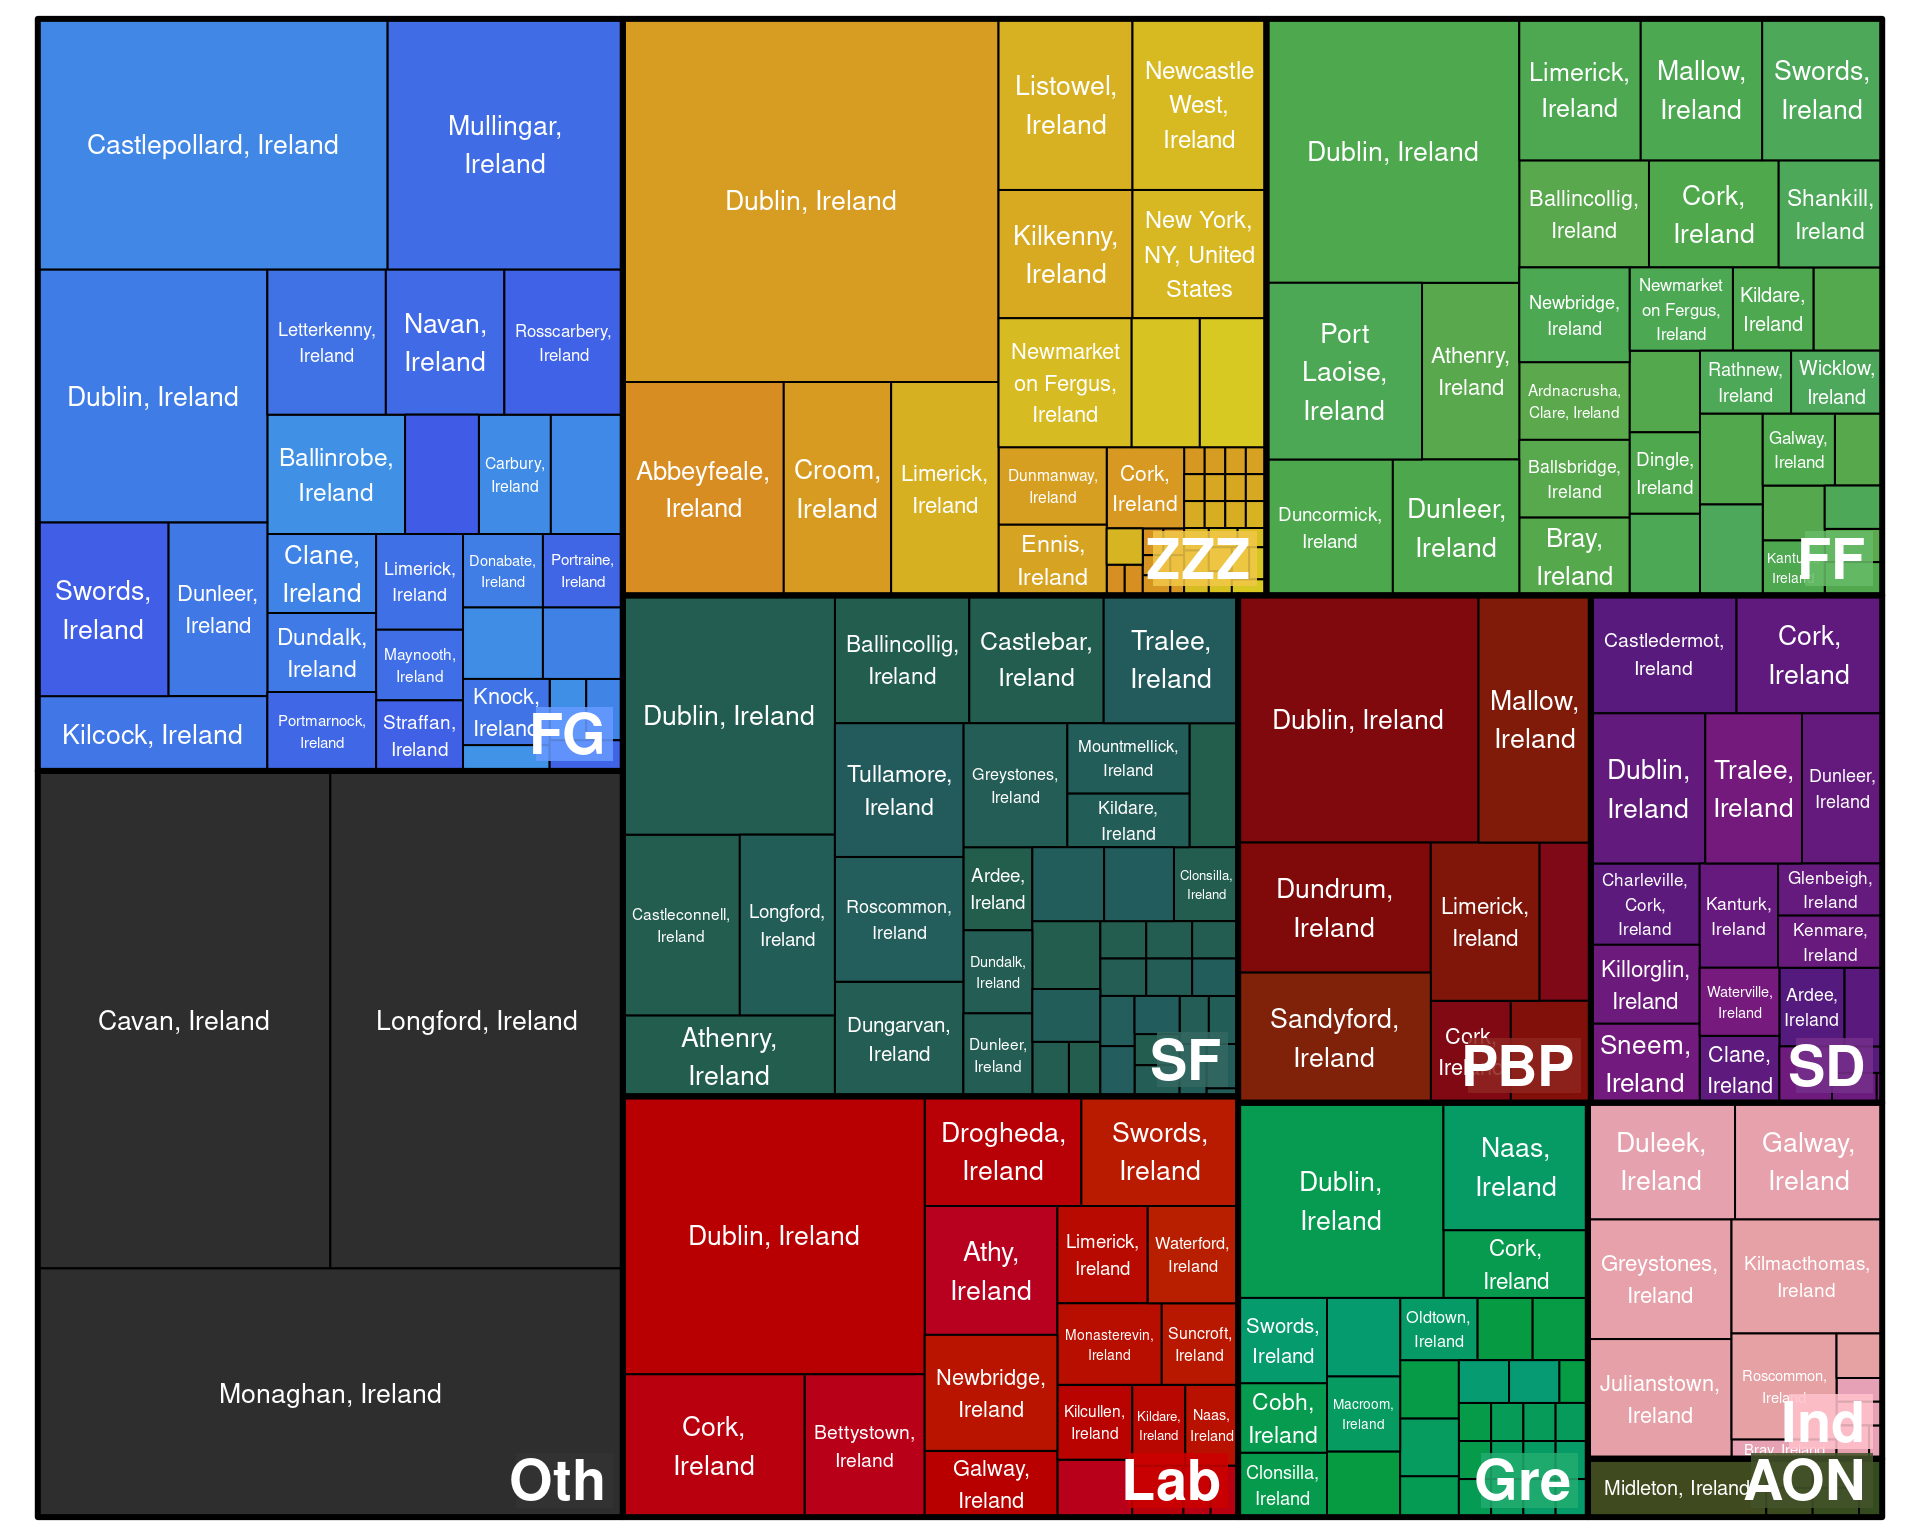 Castlepollard, Ireland
Mullingar,
Ireland
Dublin, Ireland
Letterkenny,
Ireland
Navan,
Ireland
Rosscarbery,
Ireland
Ballinrobe,
Ireland
Carbury,
Ireland
Swords,
Ireland
Dunleer,
Ireland
Clane,
Ireland
Limerick,
Ireland
Donabate,
Ireland
Portraine,
Ireland
Dundalk,
Ireland
Maynooth,
Ireland
Kilcock, Ireland
Portmarnock,
Ireland
Straffan,
Ireland
Knock,
Ireland
FG
Cavan, Ireland
Longford, Ireland
Monaghan, Ireland
Oth
Dublin, Ireland
Listowel,
Ireland
Newcastle
West,
Ireland
Kilkenny,
Ireland
New York,
NY, United
States
Newmarket
on Fergus,
Ireland
Abbeyfeale,
Ireland
Croom,
Ireland
Limerick,
Ireland
Dunmanway,
Ireland
Cork,
Ireland
Ennis,
Ireland
ZZZ
Dublin, Ireland
Limerick,
Ireland
Mallow,
Ireland
Swords,
Ireland
Ballincollig,
Ireland
Cork,
Ireland
Shankill,
Ireland
Port
Laoise,
Ireland
Athenry,
Ireland
Newbridge,
Ireland
Newmarket
on Fergus,
Ireland
Kildare,
Ireland
Ardnacrusha,
Clare, Ireland
Rathnew,
Ireland
Wicklow,
Ireland
Duncormick,
Ireland
Dunleer,
Ireland
Ballsbridge,
Ireland
Dingle,
Ireland
Galway,
Ireland
Bray,
Ireland
Kanturk,
Ireland
FF
Dublin, Ireland
Ballincollig,
Ireland
Castlebar,
Ireland
Tralee,
Ireland
Tullamore,
Ireland
Greystones,
Ireland
Mountmellick,
Ireland
Kildare,
Ireland
Castleconnell,
Ireland
Longford,
Ireland
Roscommon,
Ireland
Ardee,
Ireland
Clonsilla,
Ireland
Dundalk,
Ireland
Athenry,
Ireland
Dungarvan,
Ireland
Dunleer,
Ireland
SF
Dublin, Ireland
Mallow,
Ireland
Dundrum,
Ireland
Limerick,
Ireland
Sandyford,
Ireland
Cork,
Ireland
PBP
Castledermot,
Ireland
Cork,
Ireland
Dublin,
Ireland
Tralee,
Ireland
Dunleer,
Ireland
Charleville,
Cork,
Ireland
Kanturk,
Ireland
Glenbeigh,
Ireland
Kenmare,
Ireland
Killorglin,
Ireland
Waterville,
Ireland
Ardee,
Ireland
Sneem,
Ireland
Clane,
Ireland
SD
Dublin, Ireland
Drogheda,
Ireland
Swords,
Ireland
Athy,
Ireland
Limerick,
Ireland
Waterford,
Ireland
Monasterevin,
Ireland
Suncroft,
Ireland
Newbridge,
Ireland
Cork,
Ireland
Bettystown,
Ireland
Kilcullen,
Ireland
Kildare,
Ireland
Naas,
Ireland
Galway,
Ireland
Lab
Dublin,
Ireland
Naas,
Ireland
Cork,
Ireland
Swords,
Ireland
Oldtown,
Ireland
Cobh,
Ireland
Macroom,
Ireland
Clonsilla,
Ireland
Gre
Duleek,
Ireland
Galway,
Ireland
Greystones,
Ireland
Kilmacthomas,
Ireland
Julianstown,
Ireland
Roscommon,
Ireland
Bray, Ireland
Ind
Midleton, Ireland
AON